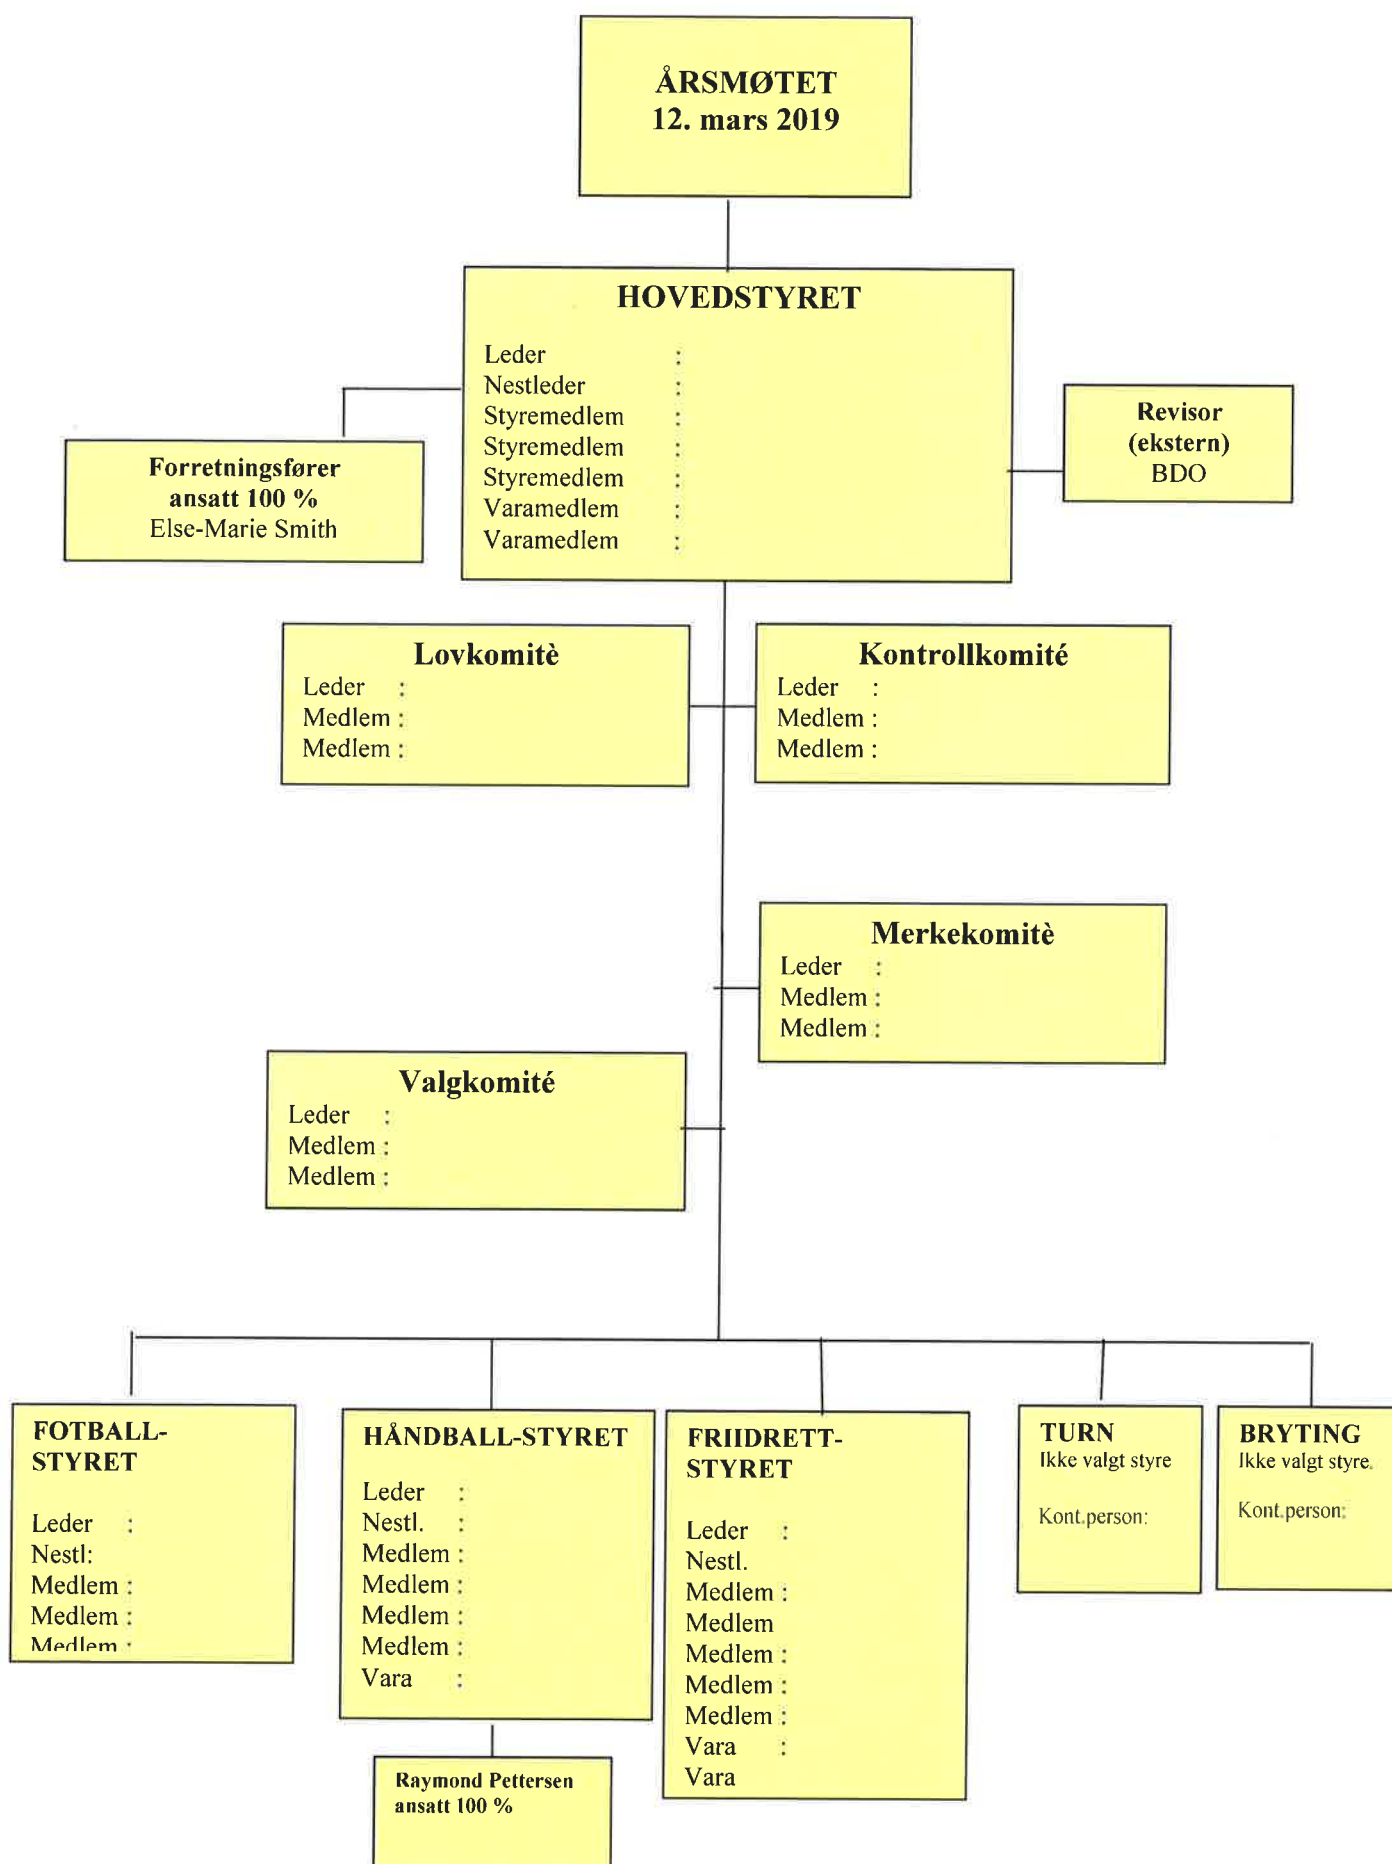 ÅRSMØTET
12. mars 2019
HOVEDSTYRET
Leder :
Nestleder :
Styremedlem :
Styremedlem :
Styremedlem :
Varamedlem :
Varamedlem :
Forretningsfører
ansatt 100 %
Else-Marie Smith
Revisor
(ekstern)
BDO
Lovkomitè
Leder :
Medlem :
Medlem :
Kontrollkomité
Leder :
Medlem :
Medlem :
Merkekomitè
Leder :
Medlem :
Medlem :
Valgkomité
Leder :
Medlem :
Medlem :
FOTBALL-
STYRET
Leder :
Nestl:
Medlem :
Medlem :
Medlem :
HÅNDBALL-STYRET
Leder :
Nestl. :
Medlem :
Medlem :
Medlem :
Medlem :
Vara :
Raymond Pettersen
ansatt 100 %
FRIIDRETT-
STYRET
Leder :
Nestl.
Medlem :
Medlem
Medlem :
Medlem :
Medlem :
Vara :
Vara
TURN
Ikke valgt styre
Kont.person:
BRYTING
Ikke valgt styre.
Kont.person: